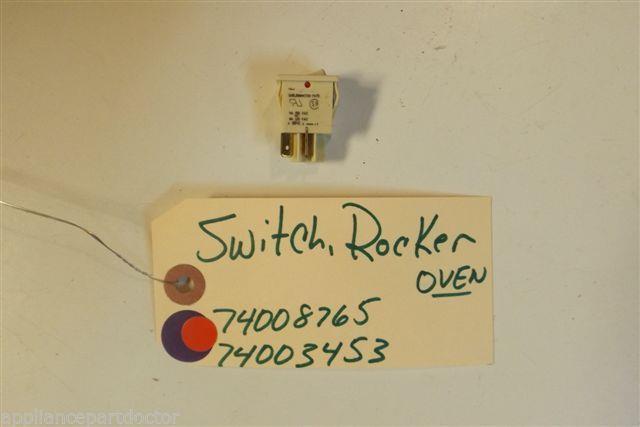 Switch, Rocker
OVEN
74008765
74003453
appliancepartdoctor